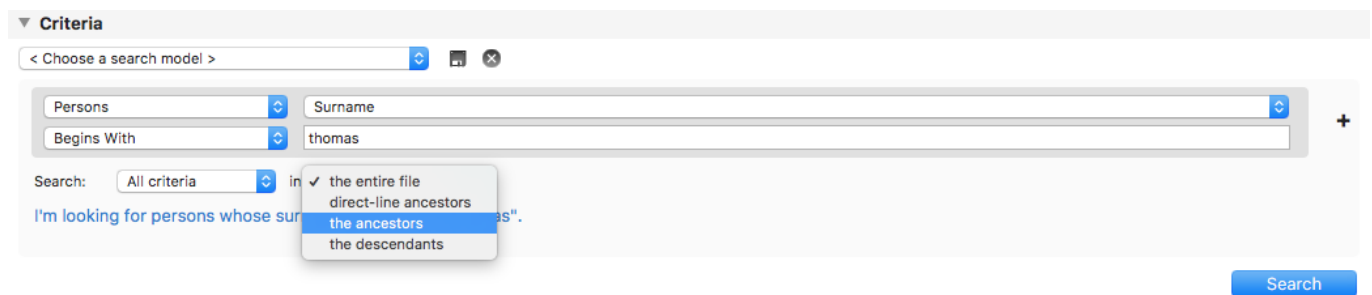 Criteria
< Choose a search model >
Persons Surname
Begins With thomas
Search: All criteria in ✓ the entire file
direct-line ancestors
I'm looking for persons whose sur as".
the ancestors
the descendants
Search